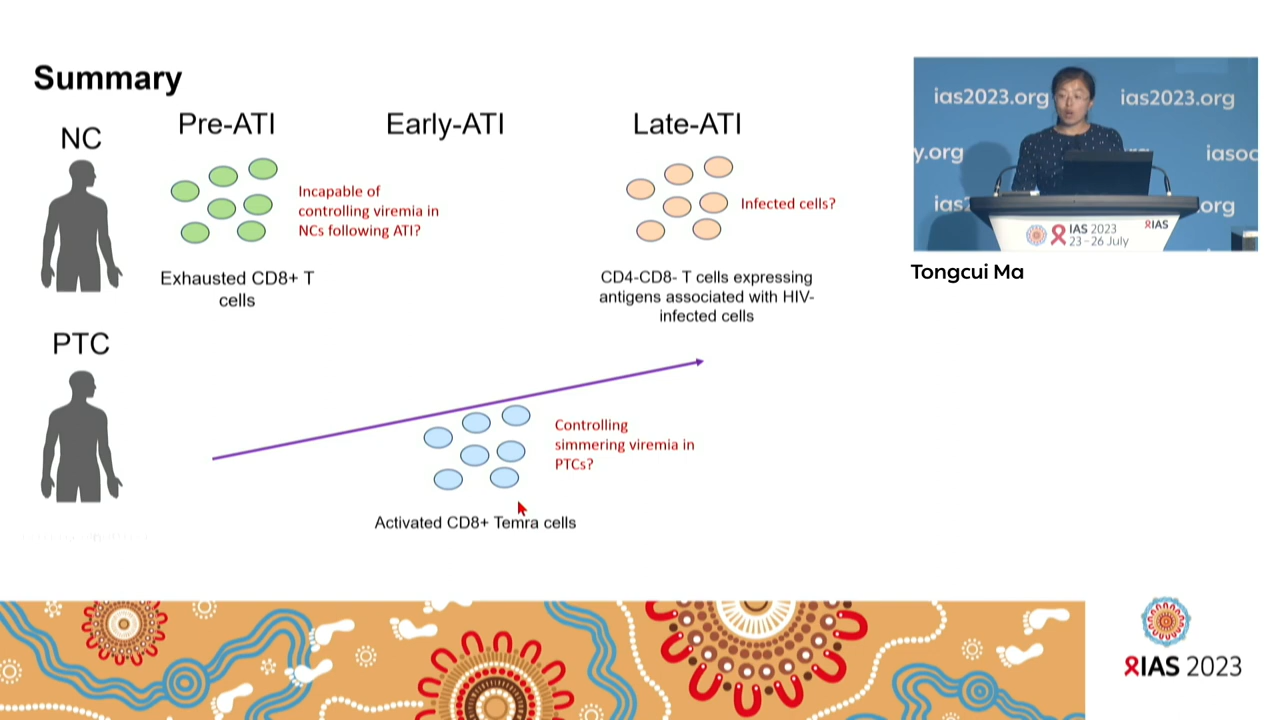 Summary
NC
Pre-ATI
Early-ATI
Late-ATI
Incapable of
controlling viremia in
NCs following ATI?
Infected cells?
Exhausted CD8+ T
cells
CD4-CD8- T cells expressing
antigens associated with HIV-
infected cells
PTC
Controlling
simmering viremia in
PTCs?
Activated CD8+ Temra cells
ias2023.org
ias2023.org
y.org
iasoc
ias2
.org
IAS 2023
23-26 July
IAS
Tongcui Ma
IAS 2023